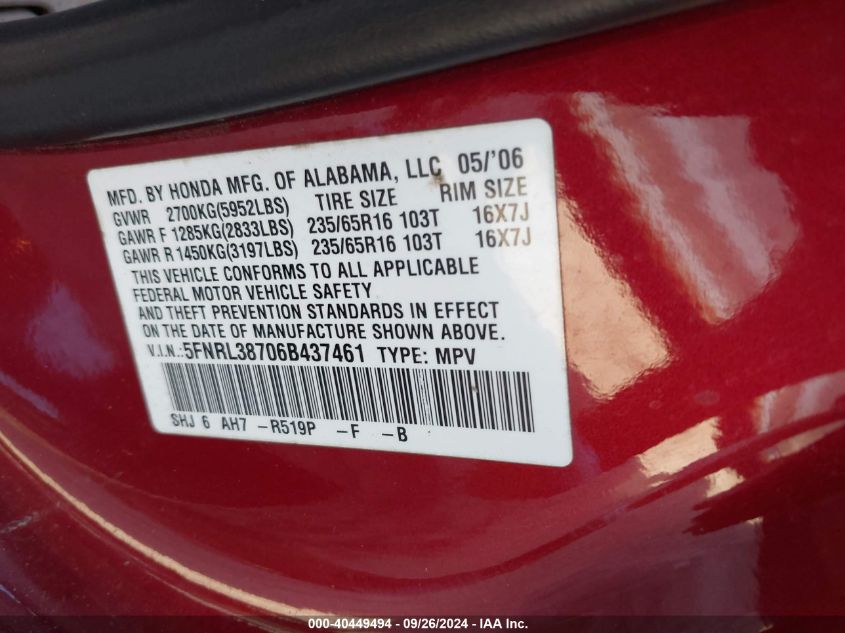 MFD. BY HONDA MFG. OF ALABAMA, LLC 05/'06
GVWR 2700KG(5952LBS) TIRE SIZE RIM SIZE
GAWR F 1285KG(2833LBS) 235/65R16 103T 16X7J
GAWR R 1450KG(3197LBS) 235/65R16 103T 16X7J
THIS VEHICLE CONFORMS TO ALL APPLICABLE
FEDERAL MOTOR VEHICLE SAFETY
AND THEFT PREVENTION STANDARDS IN EFFECT
ON THE DATE OF MANUFACTURE SHOWN ABOVE.
V.I.N.:5FNRL38706B437461 TYPE: MPV
SHJ 6 AH7 -R519P -F -B
000-40449494 - 09/26/2024 - IAA Inc.